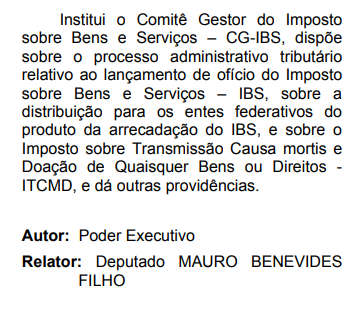 Institui o Comitê Gestor do Imposto
sobre Bens e Serviços – CG-IBS, dispõe
sobre o processo administrativo tributário
relativo ao lançamento de ofício do Imposto
sobre Bens e Serviços – IBS, sobre a
distribuição para os entes federativos do
produto da arrecadação do IBS, e sobre o
Imposto sobre Transmissão Causa mortis e
Doação de Quaisquer Bens ou Direitos -
ITCMD, e dá outras providências.
Autor: Poder Executivo
Relator: Deputado MAURO BENEVIDES
FILHO